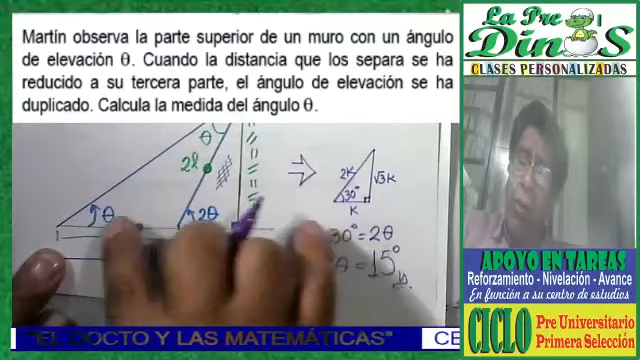 La Pre
DINOS
CLASES PERSONALIZADAS
Martín observa la parte superior de un muro con un ángulo
de elevación θ. Cuando la distancia que los separa se ha
reducido a su tercera parte, el ángulo de elevación se ha
duplicado. Calcula la medida del ángulo θ.
θ
2l
θ
2θ
2K
√3K
30°
K
30° = 2θ
θ = 15°
APOYO EN TAREAS
Reforzamiento - Nivelación - Avance
En función a su centro de estudios
"EL DOCTO Y LAS MATEMÁTICAS"
CE
CICLO
Pre Universitario
Primera Selección